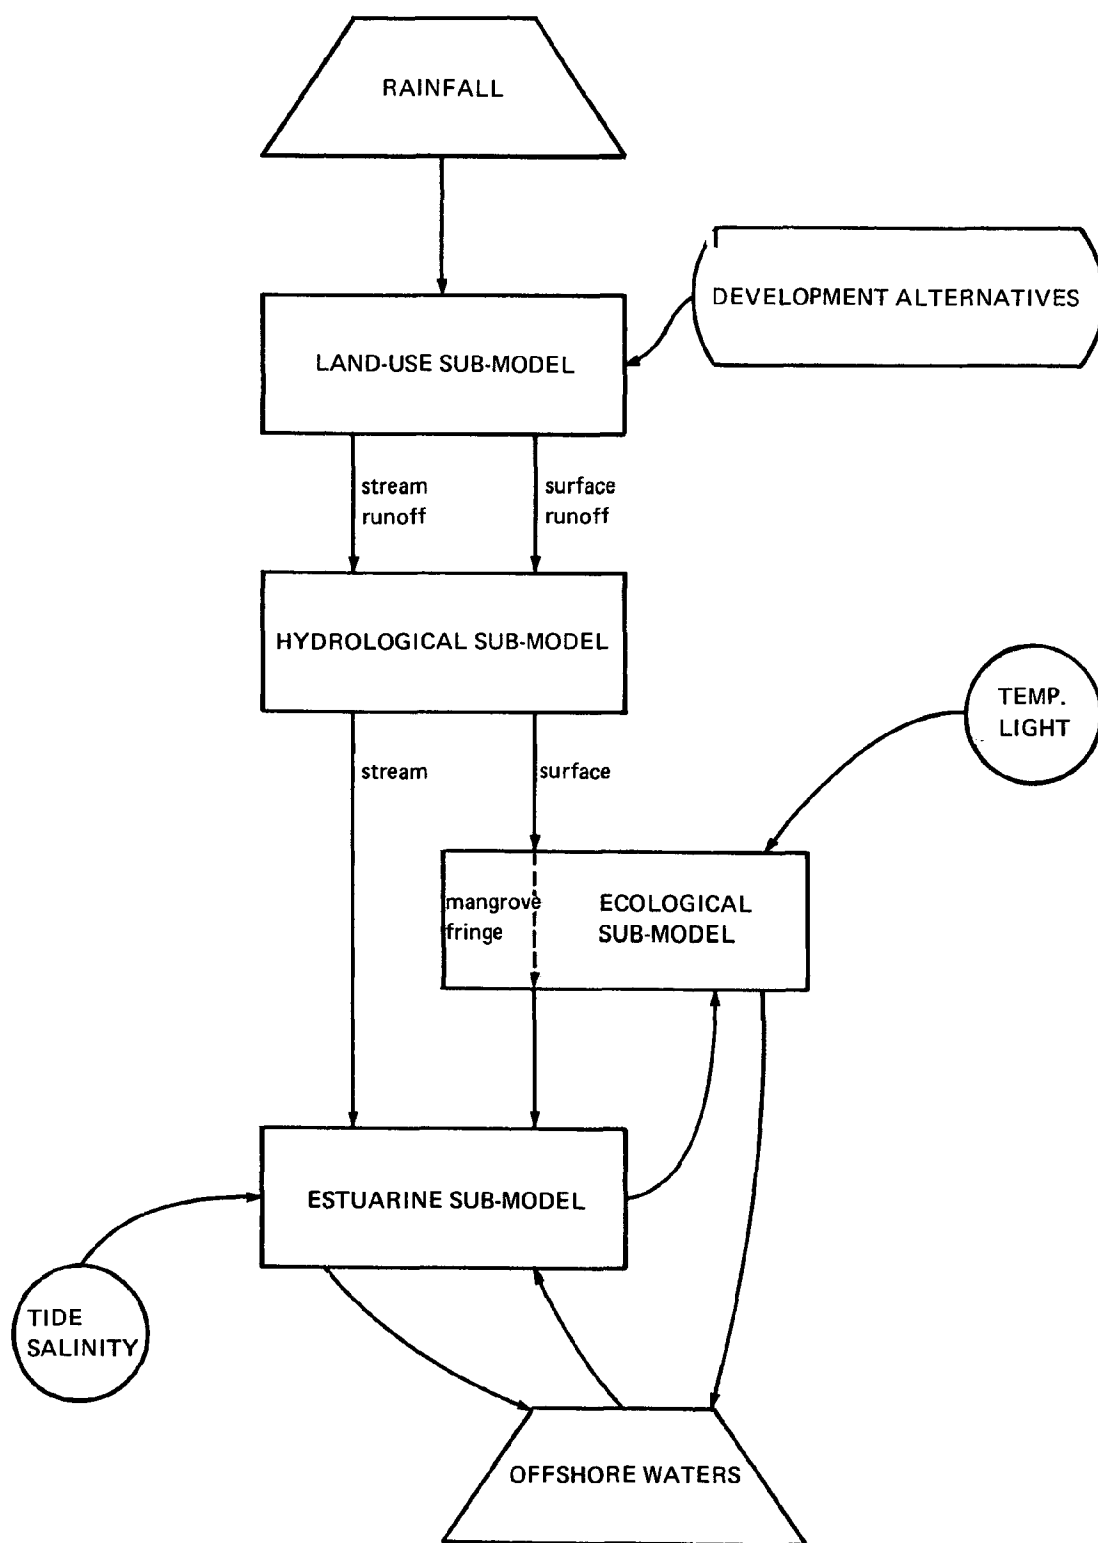 RAINFALL
DEVELOPMENT ALTERNATIVES
LAND-USE SUB-MODEL
stream
runoff
surface
runoff
HYDROLOGICAL SUB-MODEL
TEMP.
LIGHT
stream
surface
mangrove
fringe
ECOLOGICAL
SUB-MODEL
ESTUARINE SUB-MODEL
TIDE
SALINITY
OFFSHORE WATERS